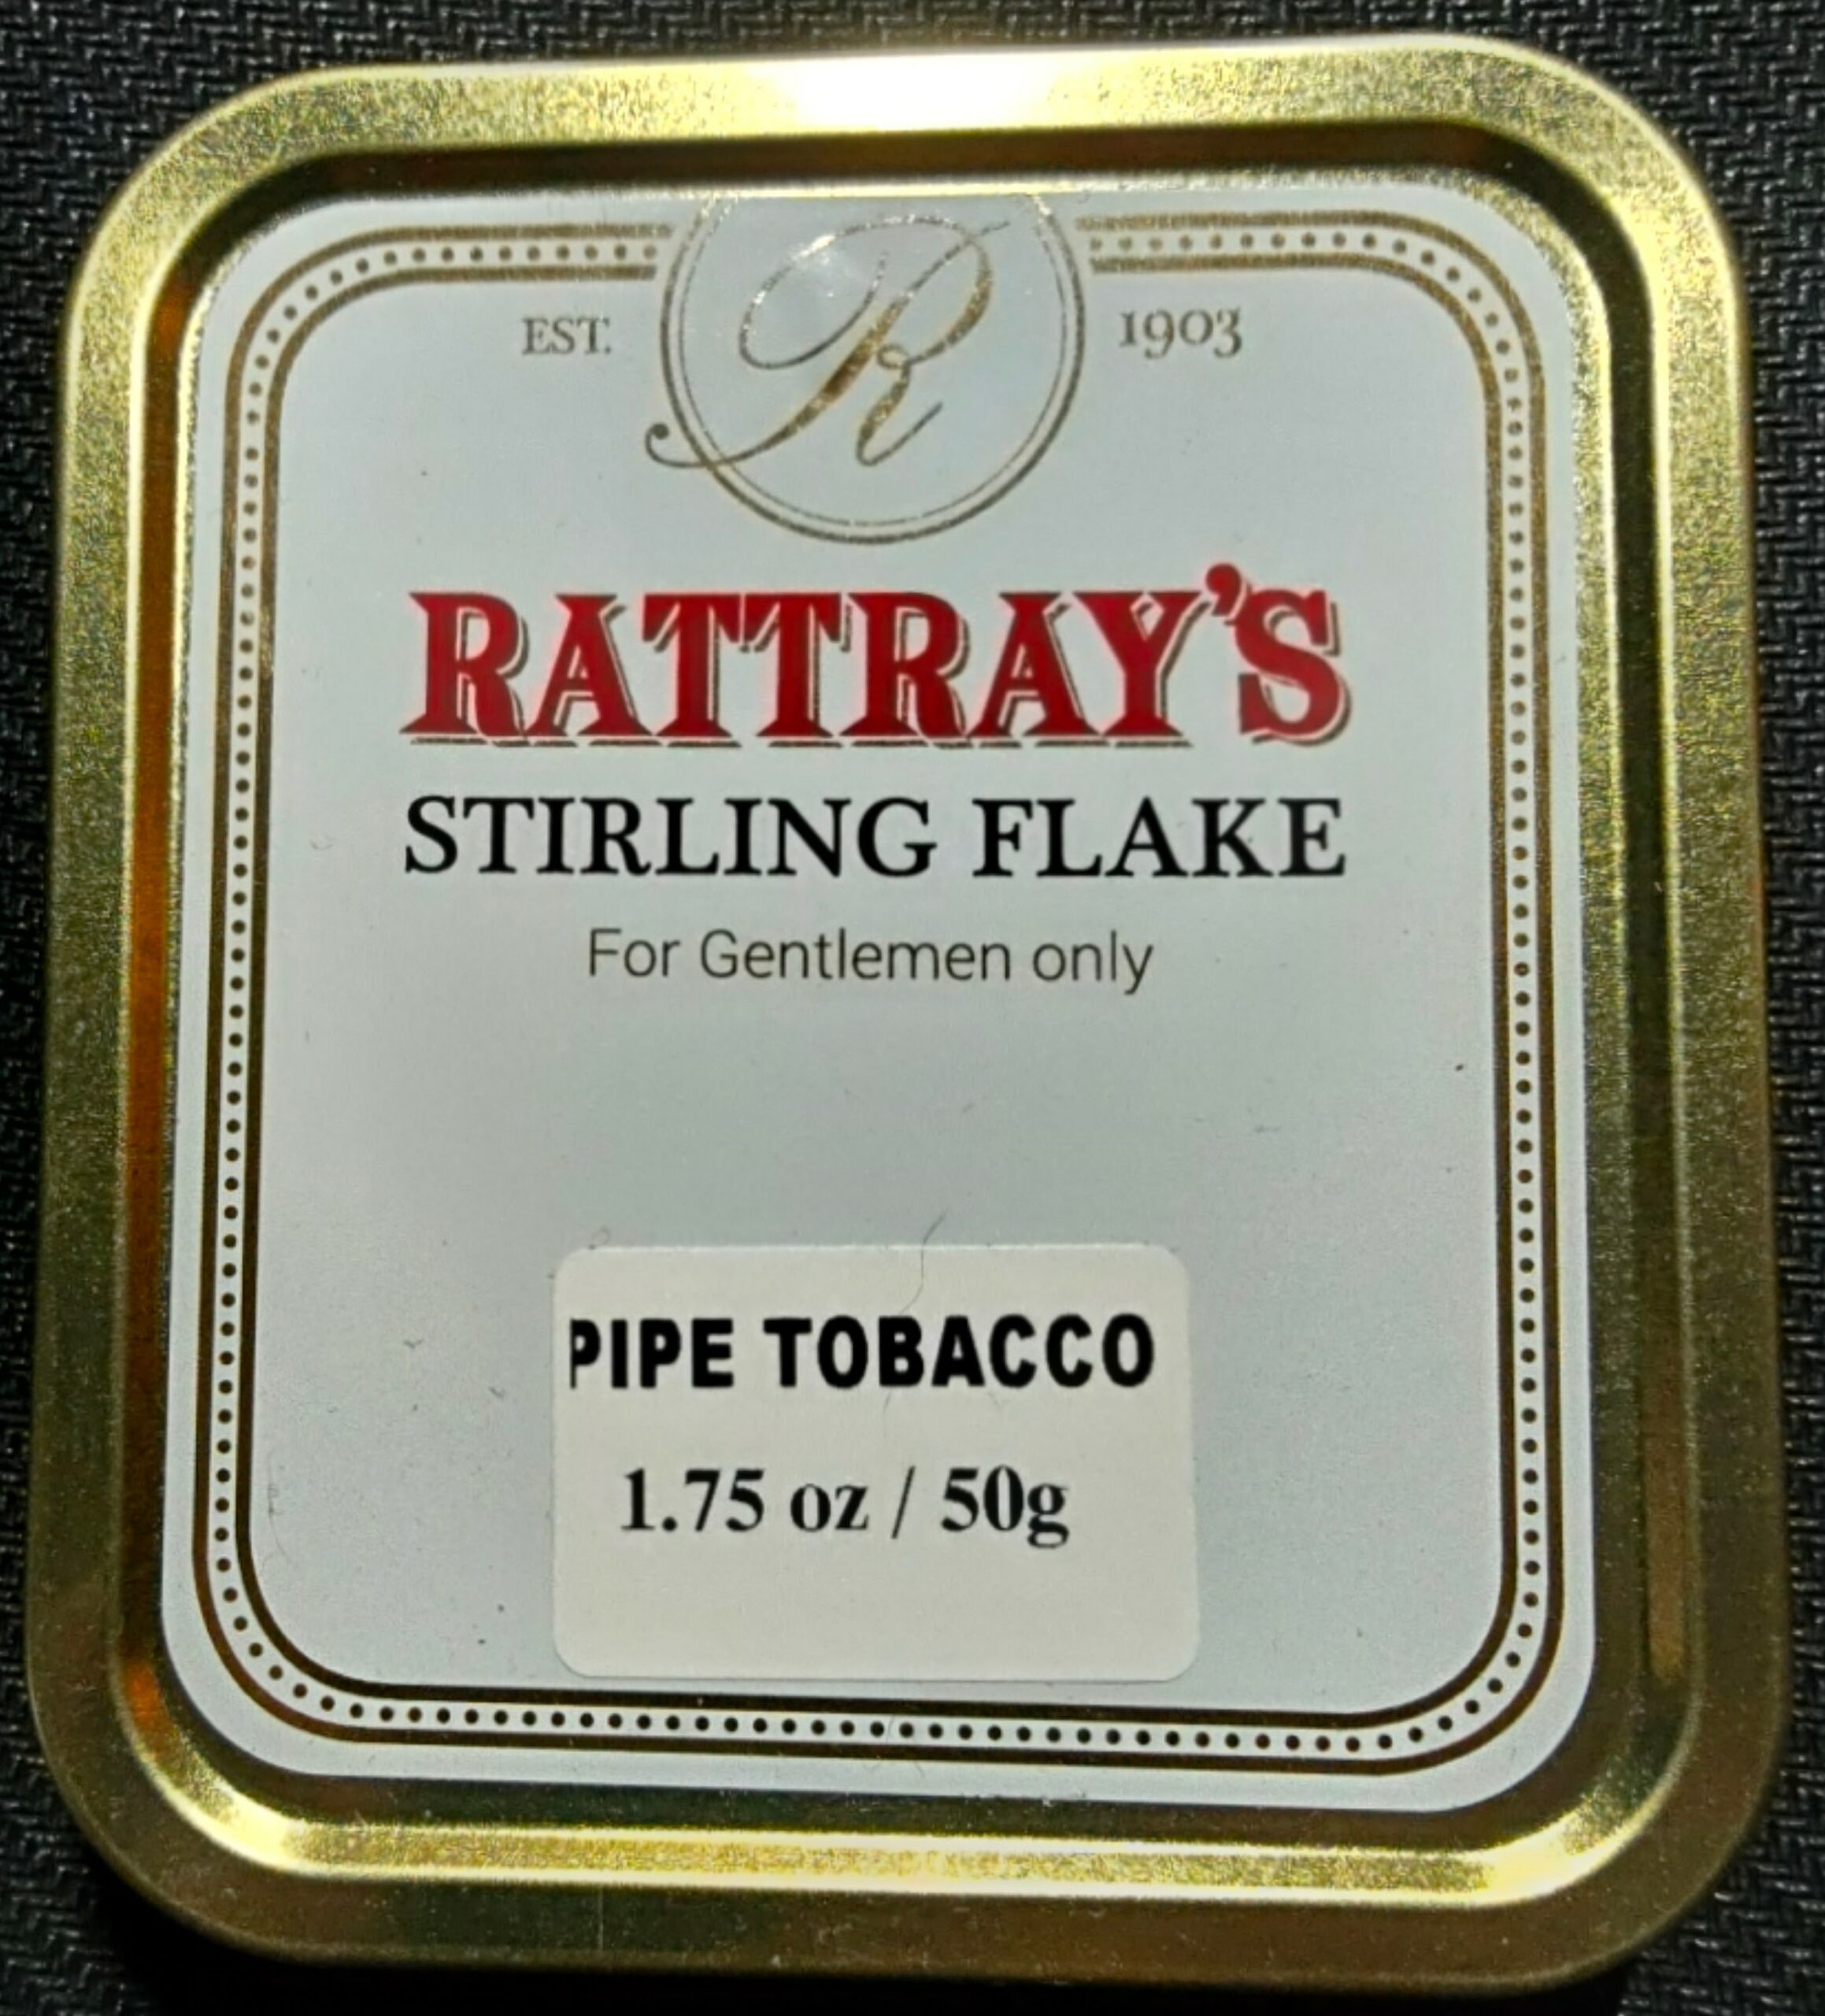 R
EST. 1903
RATTRAY'S
STIRLING FLAKE
For Gentlemen only
PIPE TOBACCO
1.75 oz / 50g